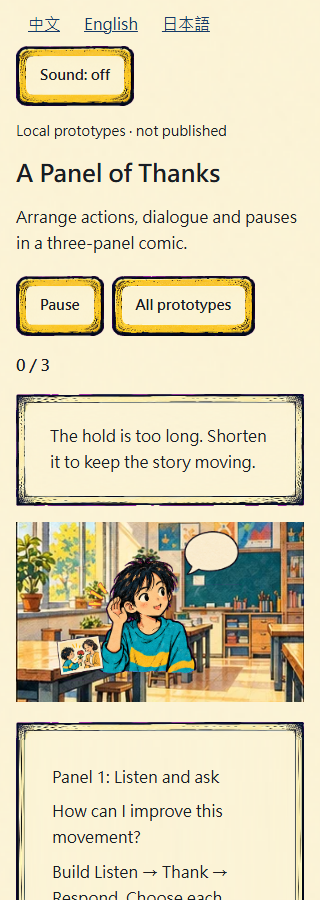 中文 English 日本語
Sound: off
Local prototypes · not published
A Panel of Thanks
Arrange actions, dialogue and pauses
in a three-panel comic.
Pause All prototypes
0 / 3
The hold is too long. Shorten
it to keep the story moving.
Panel 1: Listen and ask
How can I improve this
movement?
Build Listen → Thank →
Respond. Choose each